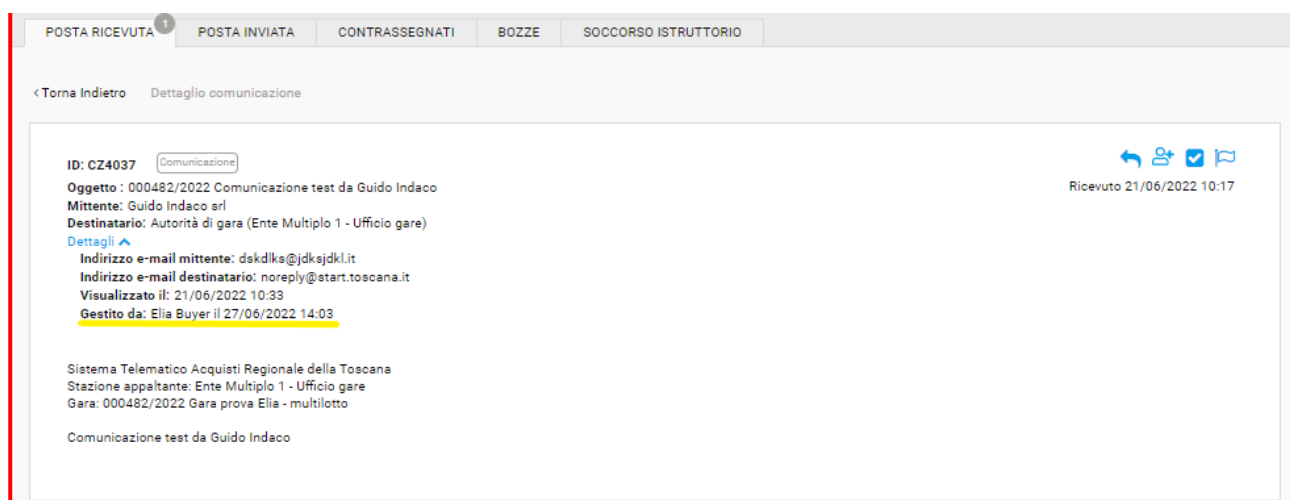 POSTA RICEVUTA 1 POSTA INVIATA CONTRASSEGNATI BOZZE SOCCORSO ISTRUTTORIO
<Torna Indietro Dettaglio comunicazione
ID: CZ4037 Comunicazione
Oggetto : 000482/2022 Comunicazione test da Guido Indaco
Ricevuto 21/06/2022 10:17
Mittente: Guido Indaco srl
Destinatario: Autorità di gara (Ente Multiplo 1 - Ufficio gare)
Dettagli
Indirizzo e-mail mittente: dskdlks@jdksjdkl.it
Indirizzo e-mail destinatario: noreply@start.toscana.it
Visualizzato il: 21/06/2022 10:33
Gestito da: Elia Buyer il 27/06/2022 14:03
Sistema Telematico Acquisti Regionale della Toscana
Stazione appaltante: Ente Multiplo 1 - Ufficio gare
Gara: 000482/2022 Gara prova Elia - multilotto
Comunicazione test da Guido Indaco